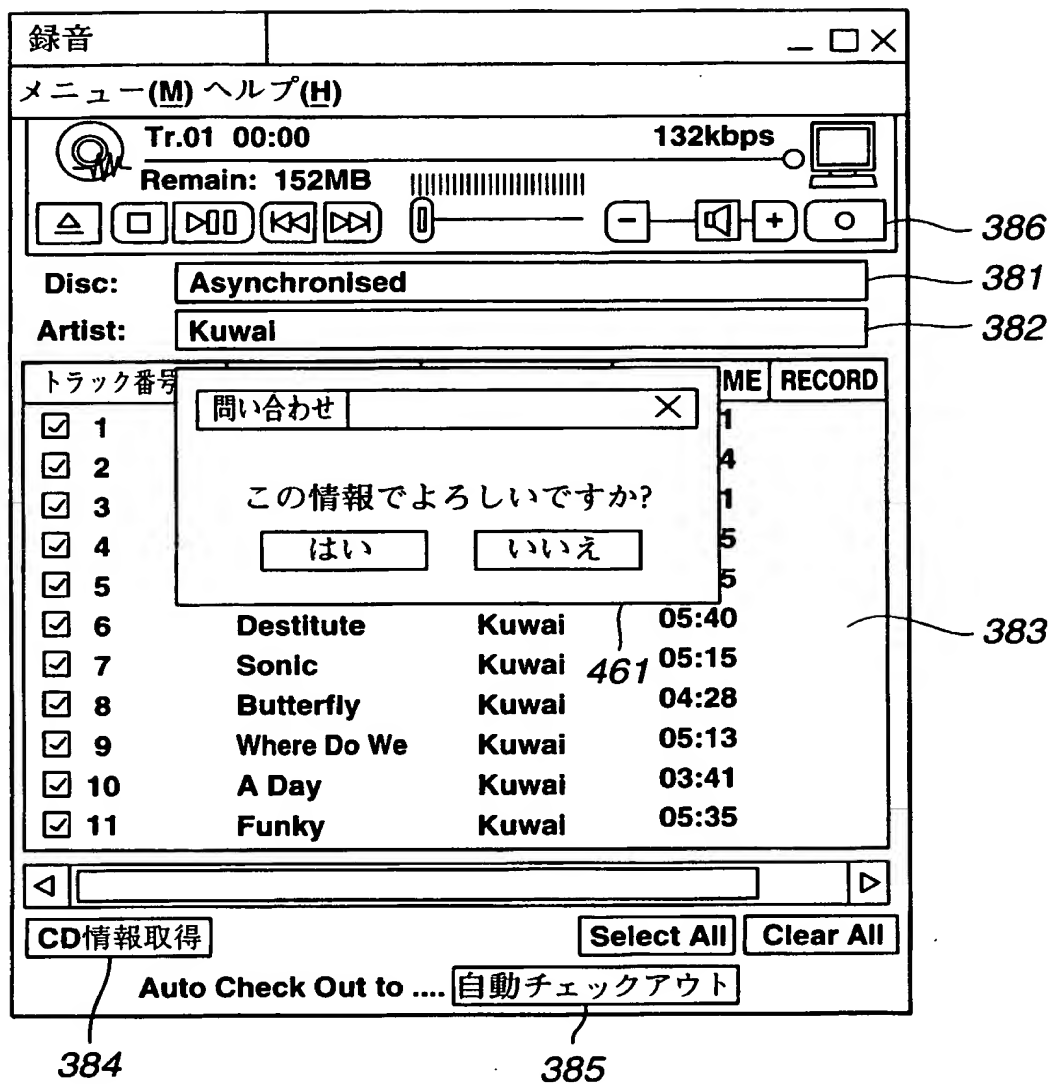 録音
メニュー(M) ヘルプ(H)
Tr.01 00:00 132kbps
Remain: 152MB
386
Disc: Asynchronised 381
Artist: Kuwai 382
トラック番号 ME RECORD
問い合わせ
1 1
2 4
3 1
この情報でよろしいですか?
4 5
はい いいえ
5 5
6 Destitute Kuwai 05:40
383
461
7 Sonic Kuwai 05:15
8 Butterfly Kuwai 04:28
9 Where Do We Kuwai 05:13
10 A Day Kuwai 03:41
11 Funky Kuwai 05:35
CD情報取得 Select All Clear All
Auto Check Out to .... 自動チェックアウト
384 385